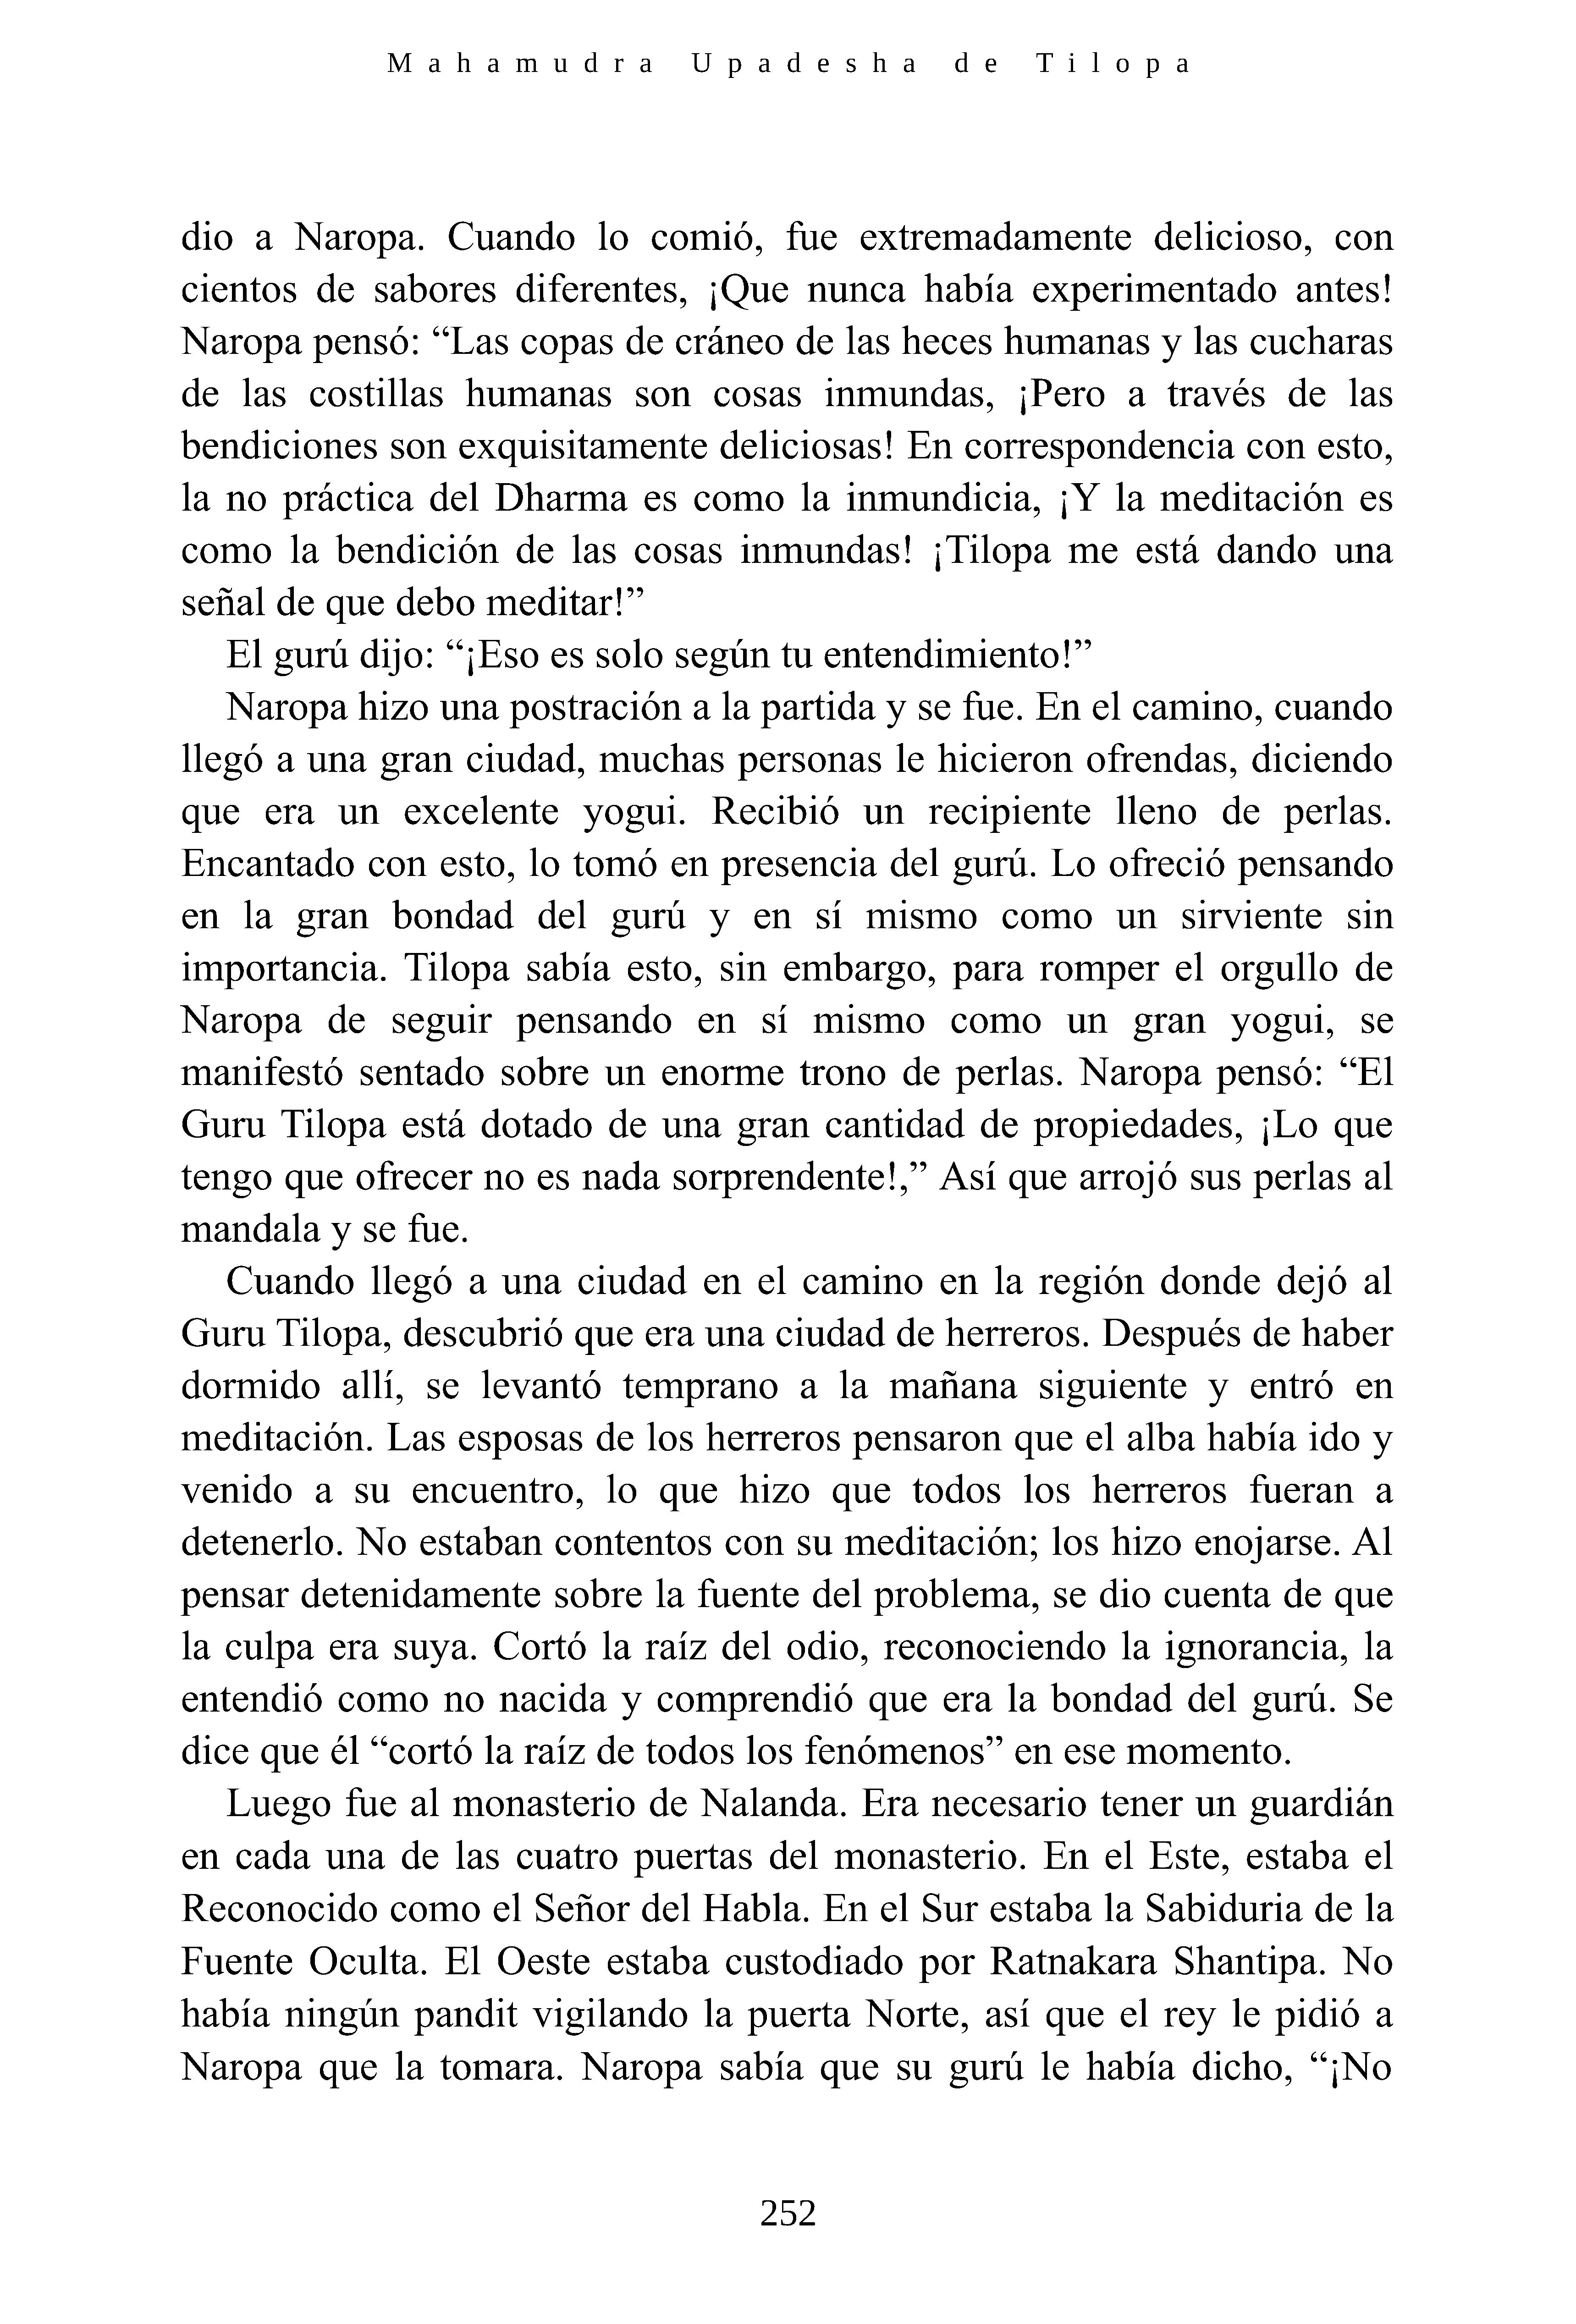 Mahamudra Upadesha de Tilopa
dio a Naropa. Cuando lo comió, fue extremadamente delicioso, con
cientos de sabores diferentes, ¡Que nunca había experimentado antes!
Naropa pensó: “Las copas de cráneo de las heces humanas y las cucharas
de las costillas humanas son cosas inmundas, ¡Pero a través de las
bendiciones son exquisitamente deliciosas! En correspondencia con esto,
la no práctica del Dharma es como la inmundicia, ¡Y la meditación es
como la bendición de las cosas inmundas! ¡Tilopa me está dando una
señal de que debo meditar!”
El gurú dijo: “¡Eso es solo según tu entendimiento!”
Naropa hizo una postración a la partida y se fue. En el camino, cuando
llegó a una gran ciudad, muchas personas le hicieron ofrendas, diciendo
que era un excelente yogui. Recibió un recipiente lleno de perlas.
Encantado con esto, lo tomó en presencia del gurú. Lo ofreció pensando
en la gran bondad del gurú y en sí mismo como un sirviente sin
importancia. Tilopa sabía esto, sin embargo, para romper el orgullo de
Naropa de seguir pensando en sí mismo como un gran yogui, se
manifestó sentado sobre un enorme trono de perlas. Naropa pensó: “El
Guru Tilopa está dotado de una gran cantidad de propiedades, ¡Lo que
tengo que ofrecer no es nada sorprendente!,” Así que arrojó sus perlas al
mandala y se fue.
Cuando llegó a una ciudad en el camino en la región donde dejó al
Guru Tilopa, descubrió que era una ciudad de herreros. Después de haber
dormido allí, se levantó temprano a la mañana siguiente y entró en
meditación. Las esposas de los herreros pensaron que el alba había ido y
venido a su encuentro, lo que hizo que todos los herreros fueran a
detenerlo. No estaban contentos con su meditación; los hizo enojarse. Al
pensar detenidamente sobre la fuente del problema, se dio cuenta de que
la culpa era suya. Cortó la raíz del odio, reconociendo la ignorancia, la
entendió como no nacida y comprendió que era la bondad del gurú. Se
dice que él “cortó la raíz de todos los fenómenos” en ese momento.
Luego fue al monasterio de Nalanda. Era necesario tener un guardián
en cada una de las cuatro puertas del monasterio. En el Este, estaba el
Reconocido como el Señor del Habla. En el Sur estaba la Sabiduria de la
Fuente Oculta. El Oeste estaba custodiado por Ratnakara Shantipa. No
había ningún pandit vigilando la puerta Norte, así que el rey le pidió a
Naropa que la tomara. Naropa sabía que su gurú le había dicho, “¡No
252